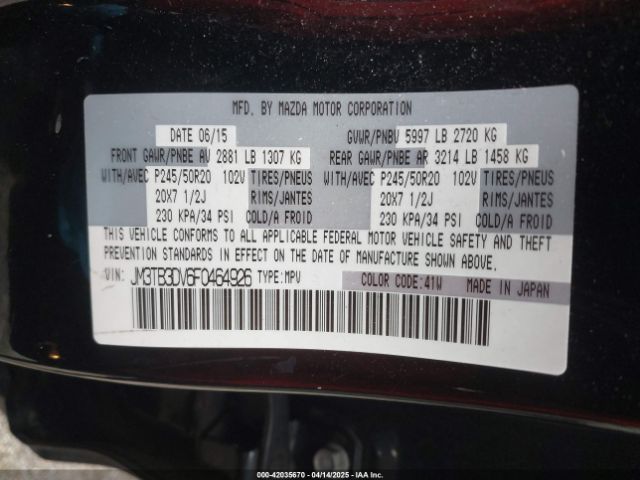 MFD. BY MAZDA MOTOR CORPORATION
DATE 06/15 GVWR/PNBV 5997 LB 2720 KG
FRONT GAWR/PNBE AV 2881 LB 1307 KG REAR GAWR/PNBE AR 3214 LB 1458 KG
WITH/AVEC P245/50R20 102V TIRES/PNEUS WITH/AVEC P245/50R20 102V TIRES/PNEUS
20X7 1/2J RIMS/JANTES 20X7 1/2J RIMS/JANTES
230 KPA/34 PSI COLD/A FROID 230 KPA/34 PSI COLD/A FROID
THIS VEHICLE CONFORMS TO ALL APPLICABLE FEDERAL MOTOR VEHICLE SAFETY AND THEFT
PREVENTION STANDARDS IN EFFECT ON THE DATE OF MANUFACTURE SHOWN ABOVE.
VIN: JM3TB3DV6F0464926 TYPE:MPV COLOR CODE:41W MADE IN JAPAN
000-42035670 - 04/14/2025 - IAAI.COM